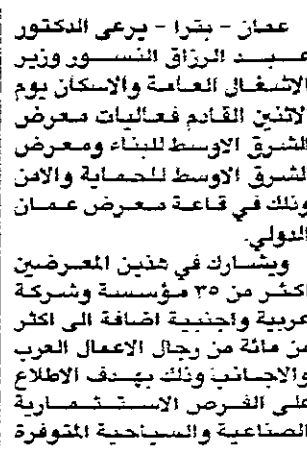 عمان - بترا - يرعى الدكتور
عبد الرزاق النسور وزير
الاشغال العامة والاسكان يوم
الاثنين القادم فعاليات معرض
الشرق الاوسط للبناء ومعرض
الشرق الاوسط للحماية والامن
وذلك في قاعة معرض عمان
الدولي.
ويشارك في هذين المعرضين
اكثر من ٣٥ مؤسسة وشركة
عربية واجنبية اضافة الى اكثر
من مائة من رجال الاعمال العرب
والاجانب وذلك بهدف الاطلاع
على الفرص الاستثمارية
الصناعية والسياحية المتوفرة